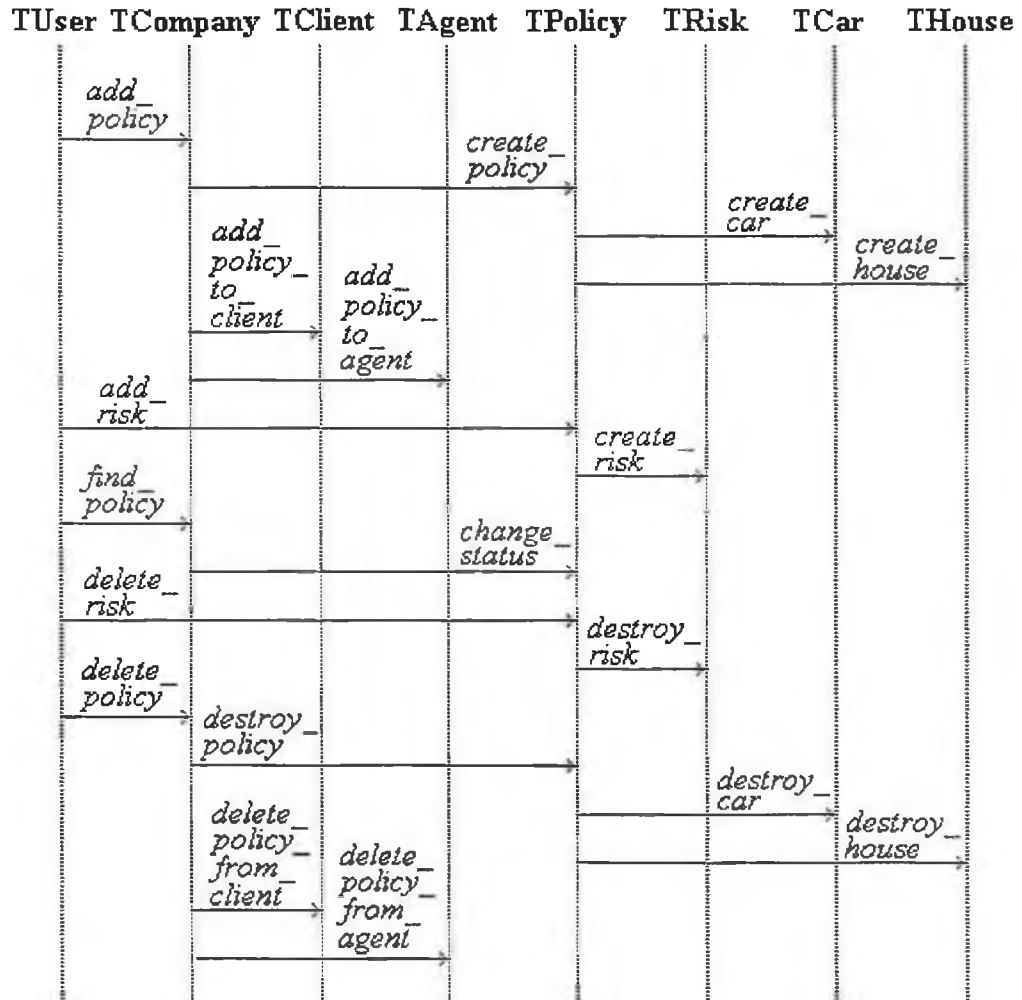 TUser TCompany TClient TAgent TPolicy TRisk TCar THouse
add_
policy
create_
policy
create_
car
create_
house
add_
policy_
to_
client
add_
policy_
to_
agent
add_
risk
create_
risk
find_
policy
change_
status
delete_
risk
destroy_
risk
delete_
policy
destroy_
policy
destroy_
car
destroy_
house
delete_
policy_
from_
client
delete_
policy_
from_
agent